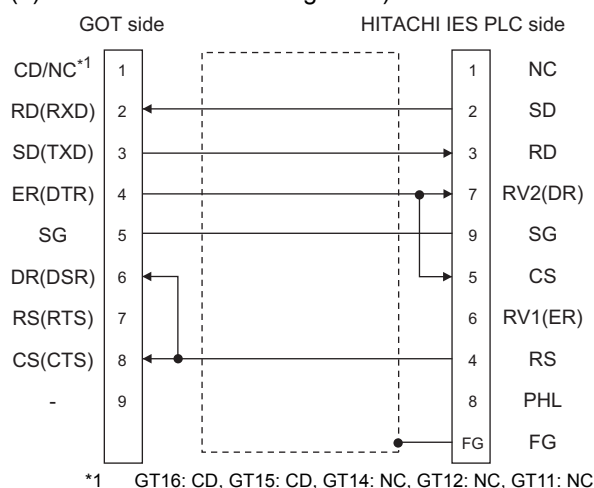 GOT side HITACHI IES PLC side
CD/NC*1 1 1 NC
RD(RXD) 2 2 SD
SD(TXD) 3 3 RD
ER(DTR) 4 7 RV2(DR)
SG 5 9 SG
DR(DSR) 6 5 CS
RS(RTS) 7 6 RV1(ER)
CS(CTS) 8 4 RS
- 9 8 PHL
FG FG
*1 GT16: CD, GT15: CD, GT14: NC, GT12: NC, GT11: NC